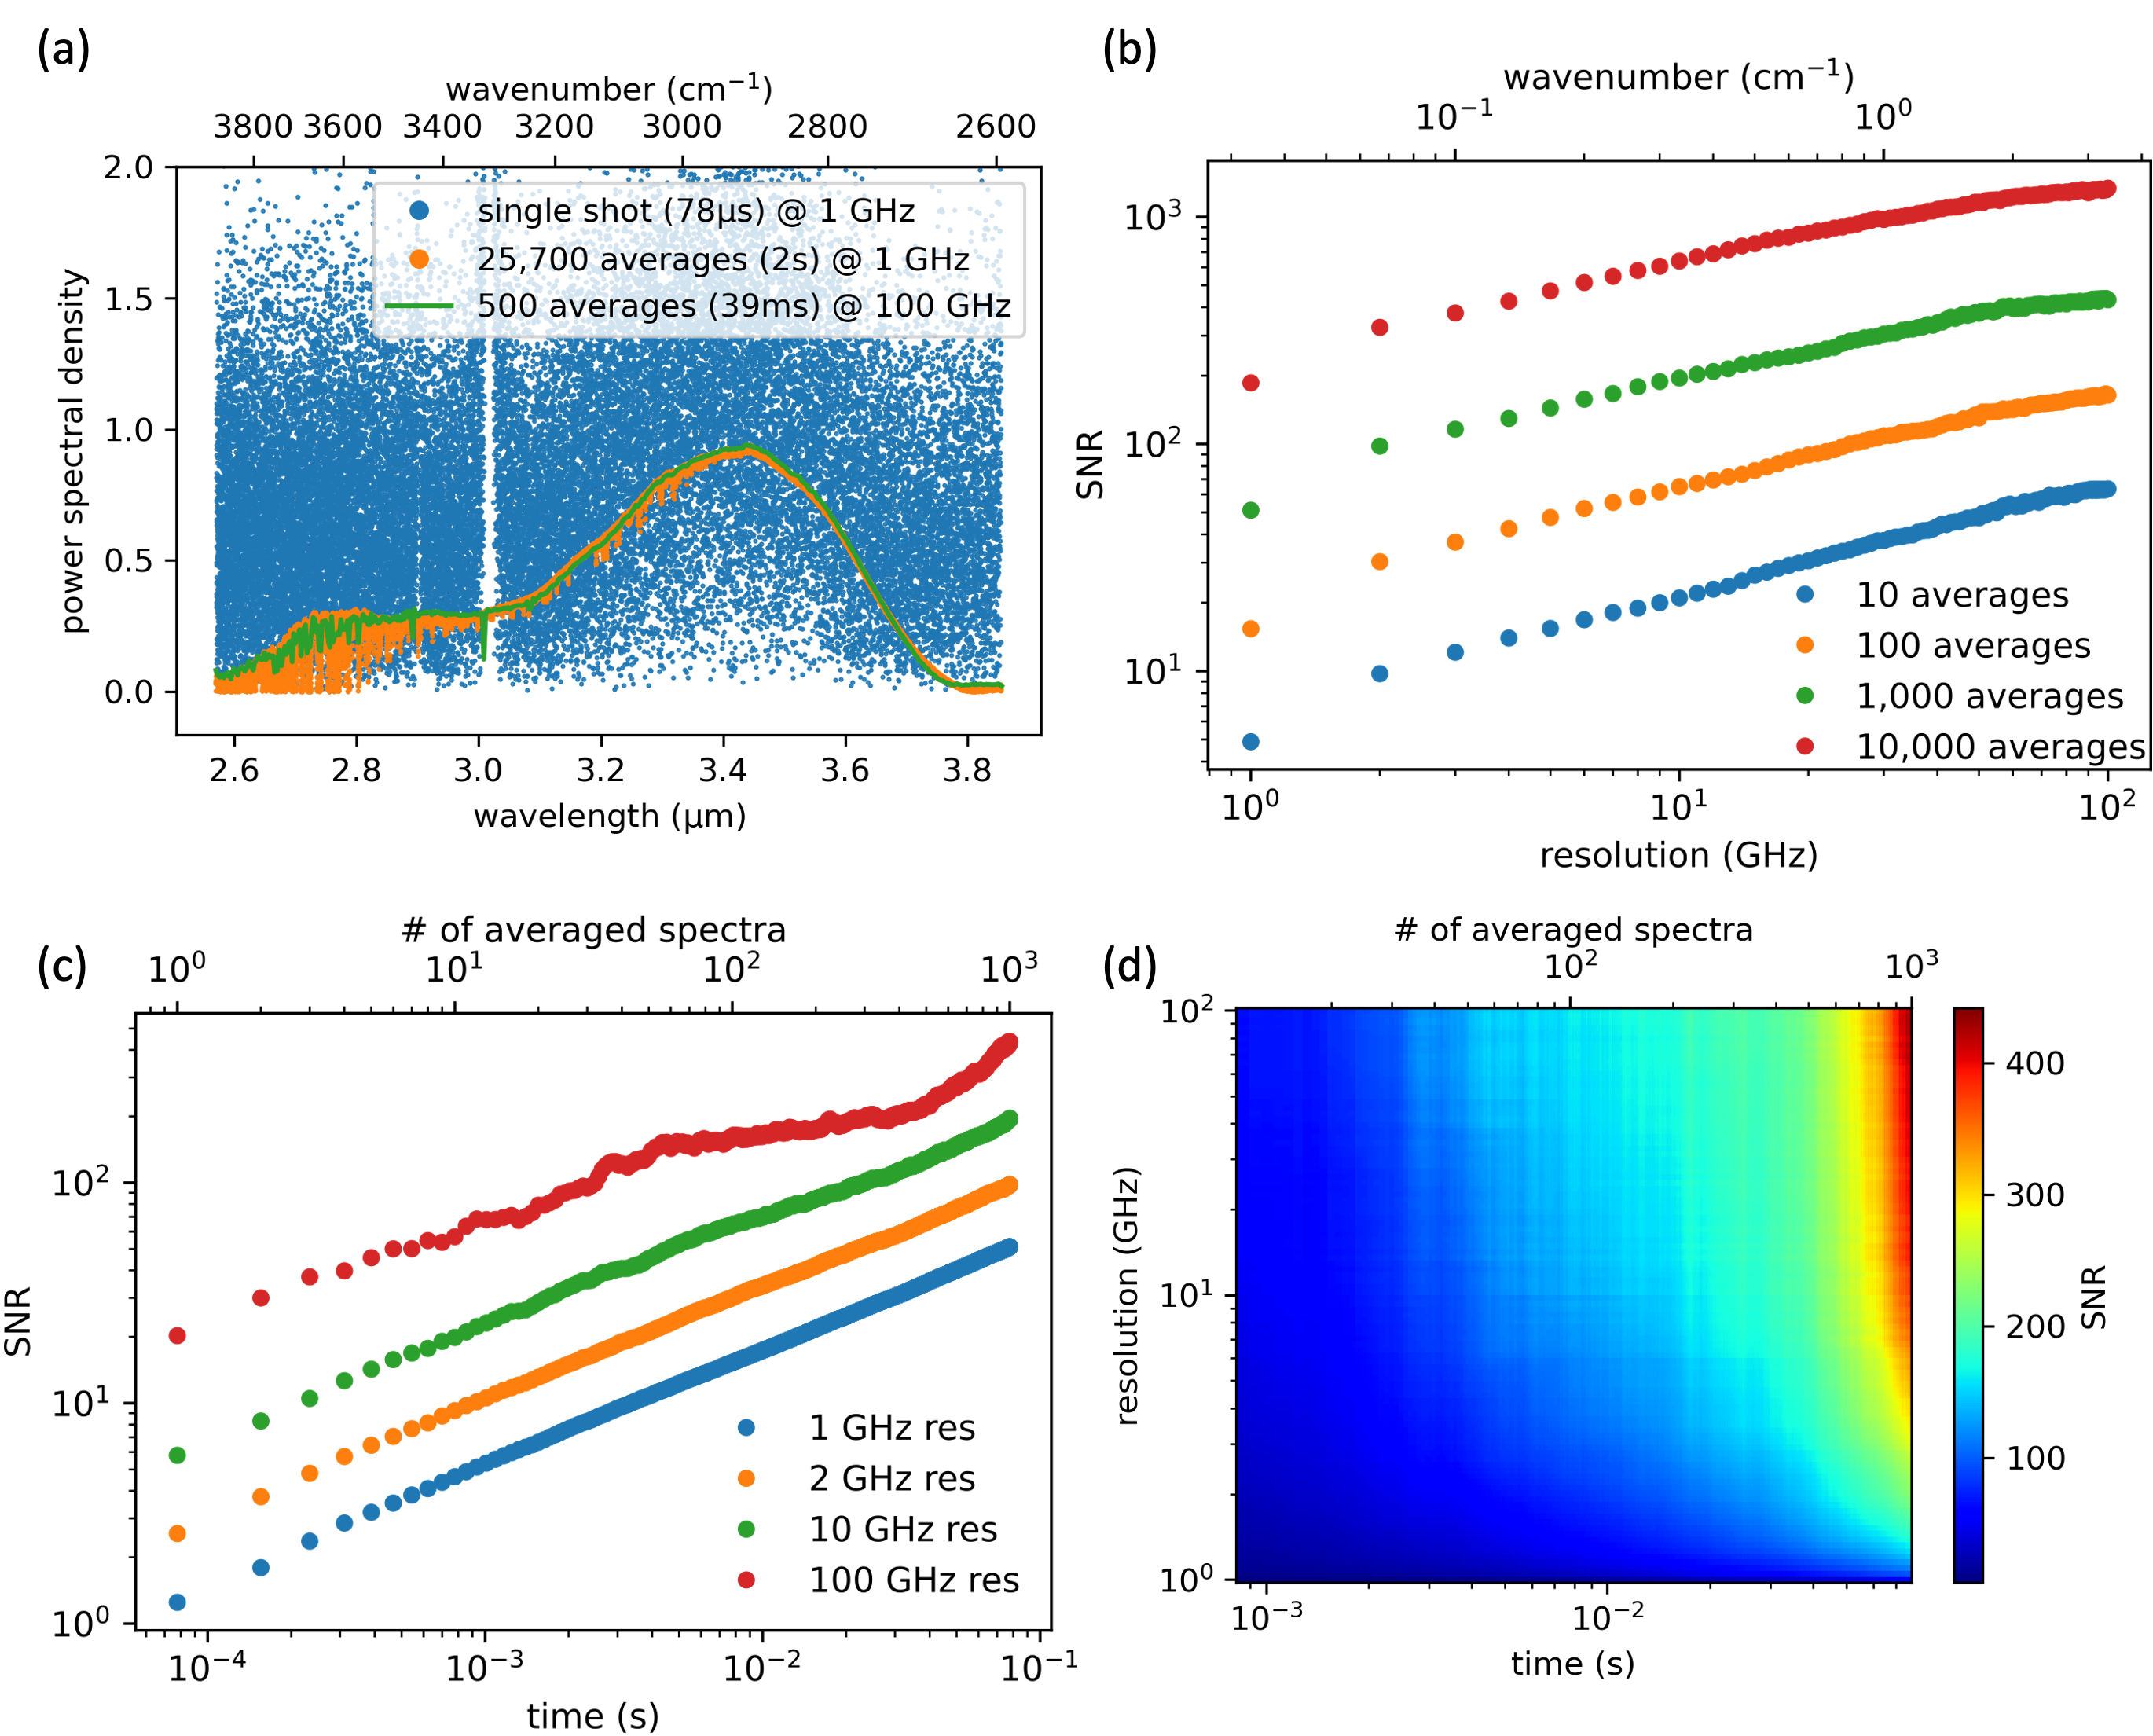 (a)
wavenumber (cm⁻¹)
3800 3600 3400 3200 3000 2800 2600
2.0
1.5
1.0
0.5
0.0
power spectral density
single shot (78µs) @ 1 GHz
25,700 averages (2s) @ 1 GHz
500 averages (39ms) @ 100 GHz
2.6 2.8 3.0 3.2 3.4 3.6 3.8
wavelength (µm)
(b)
wavenumber (cm⁻¹)
10⁻¹ 10⁰
10³
10²
10¹
SNR
10 averages
100 averages
1,000 averages
10,000 averages
10⁰ 10¹ 10²
resolution (GHz)
(c)
# of averaged spectra
10⁰ 10¹ 10² 10³
10²
10¹
10⁰
SNR
1 GHz res
2 GHz res
10 GHz res
100 GHz res
10⁻⁴ 10⁻³ 10⁻² 10⁻¹
time (s)
(d)
# of averaged spectra
10² 10³
10²
10¹
10⁰
resolution (GHz)
10⁻³ 10⁻²
time (s)
400
300
200
100
SNR